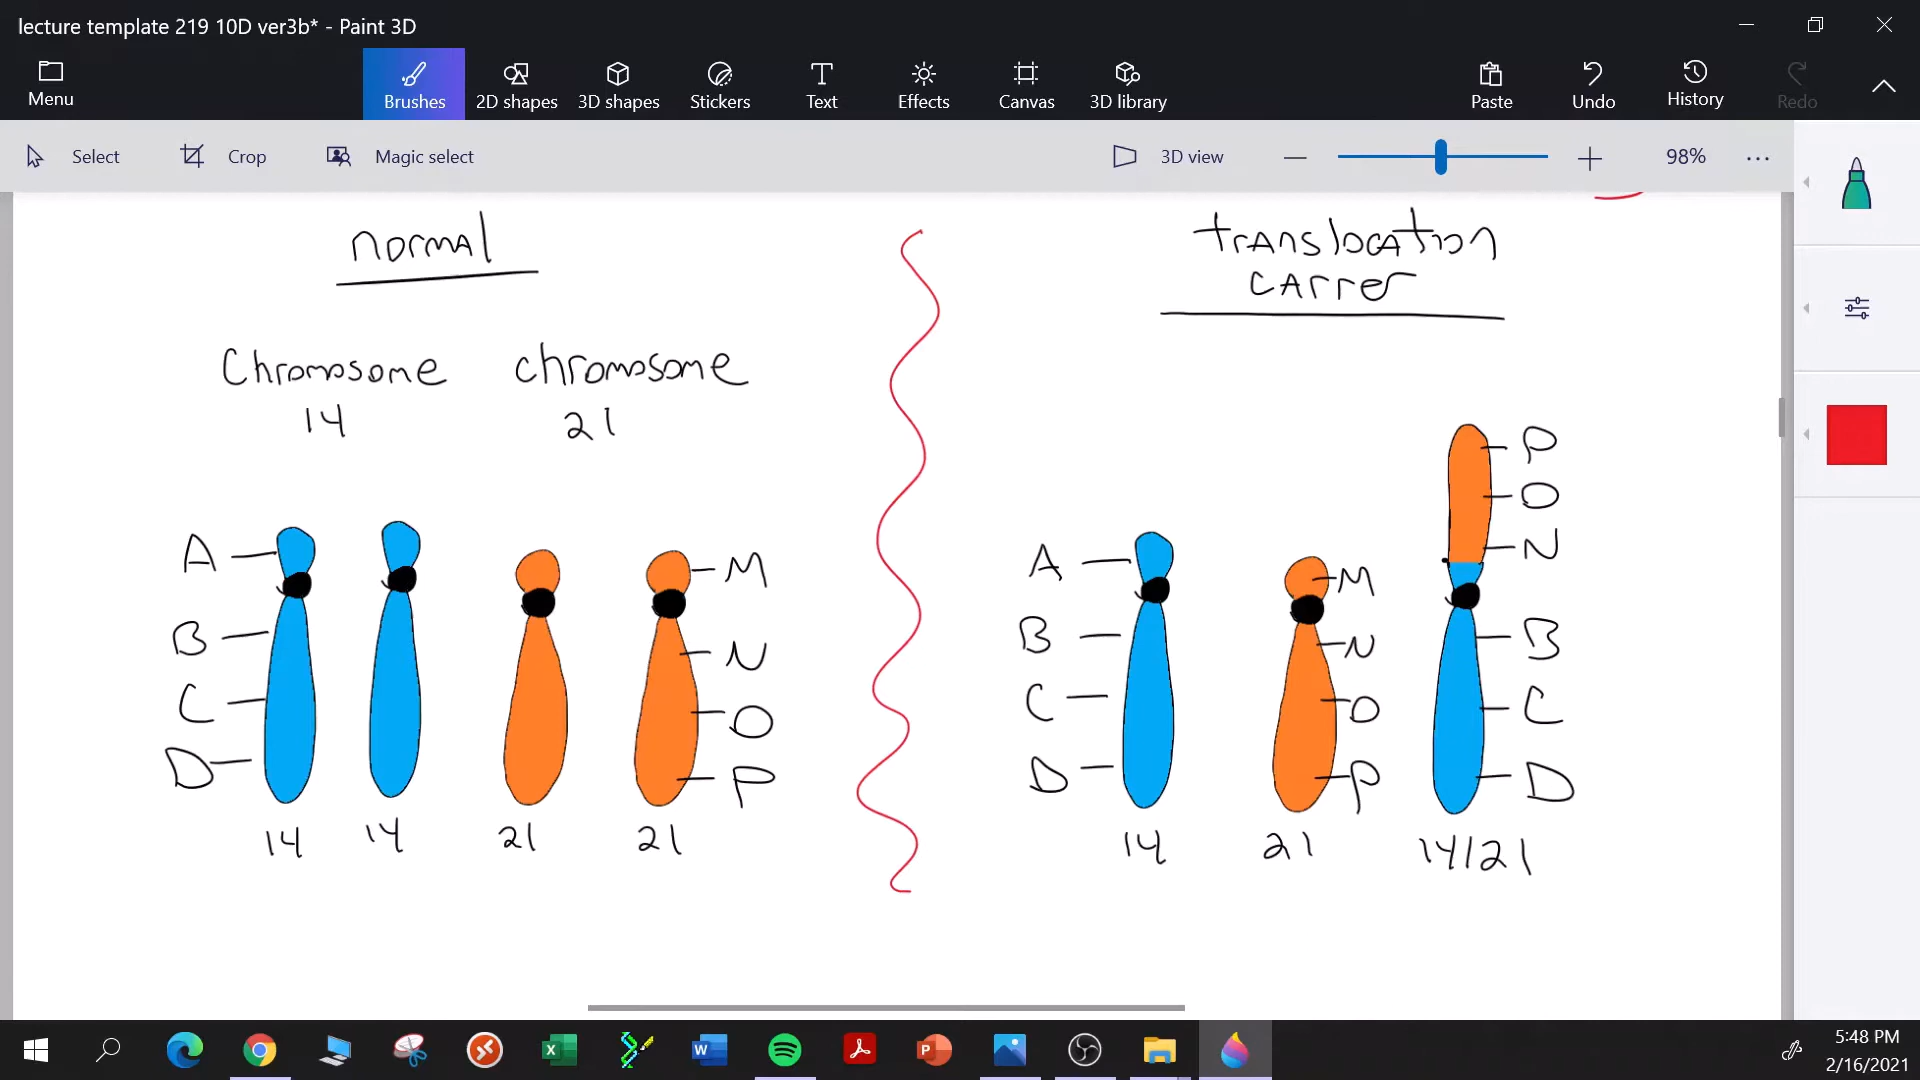 lecture template 219 10D ver3b* - Paint 3D
Menu
Brushes
2D shapes
3D shapes
Stickers
Text
Effects
Canvas
3D library
Paste
Undo
History
Redo
Select
Crop
Magic select
3D view
98%
normal
Chromosome
14
chromosome
21
A
B
C
D
14
14
21
21
M
N
O
P
translocation
carrer
A
B
C
D
14
M
N
O
P
21
P
O
N
B
C
D
14/21
5:48 PM
2/16/2021